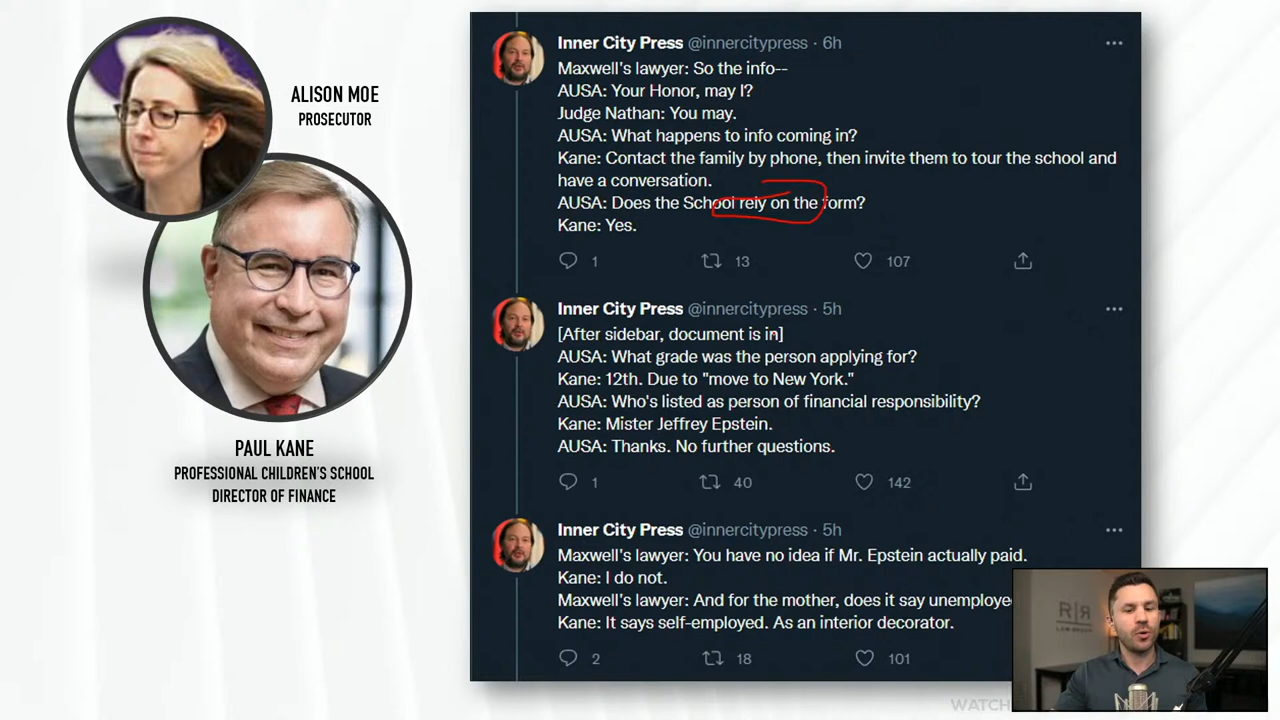 ALISON MOE
PROSECUTOR
PAUL KANE
PROFESSIONAL CHILDREN'S SCHOOL
DIRECTOR OF FINANCE
Inner City Press @innercitypress · 6h
Maxwell's lawyer: So the info--
AUSA: Your Honor, may I?
Judge Nathan: You may.
AUSA: What happens to info coming in?
Kane: Contact the family by phone, then invite them to tour the school and
have a conversation.
AUSA: Does the School rely on the form?
Kane: Yes.
1 13 107
Inner City Press @innercitypress · 5h
[After sidebar, document is in]
AUSA: What grade was the person applying for?
Kane: 12th. Due to "move to New York."
AUSA: Who's listed as person of financial responsibility?
Kane: Mister Jeffrey Epstein.
AUSA: Thanks. No further questions.
1 40 142
Inner City Press @innercitypress · 5h
Maxwell's lawyer: You have no idea if Mr. Epstein actually paid.
Kane: I do not.
Maxwell's lawyer: And for the mother, does it say unemploye
Kane: It says self-employed. As an interior decorator.
2 18 101
R|R
WATCH